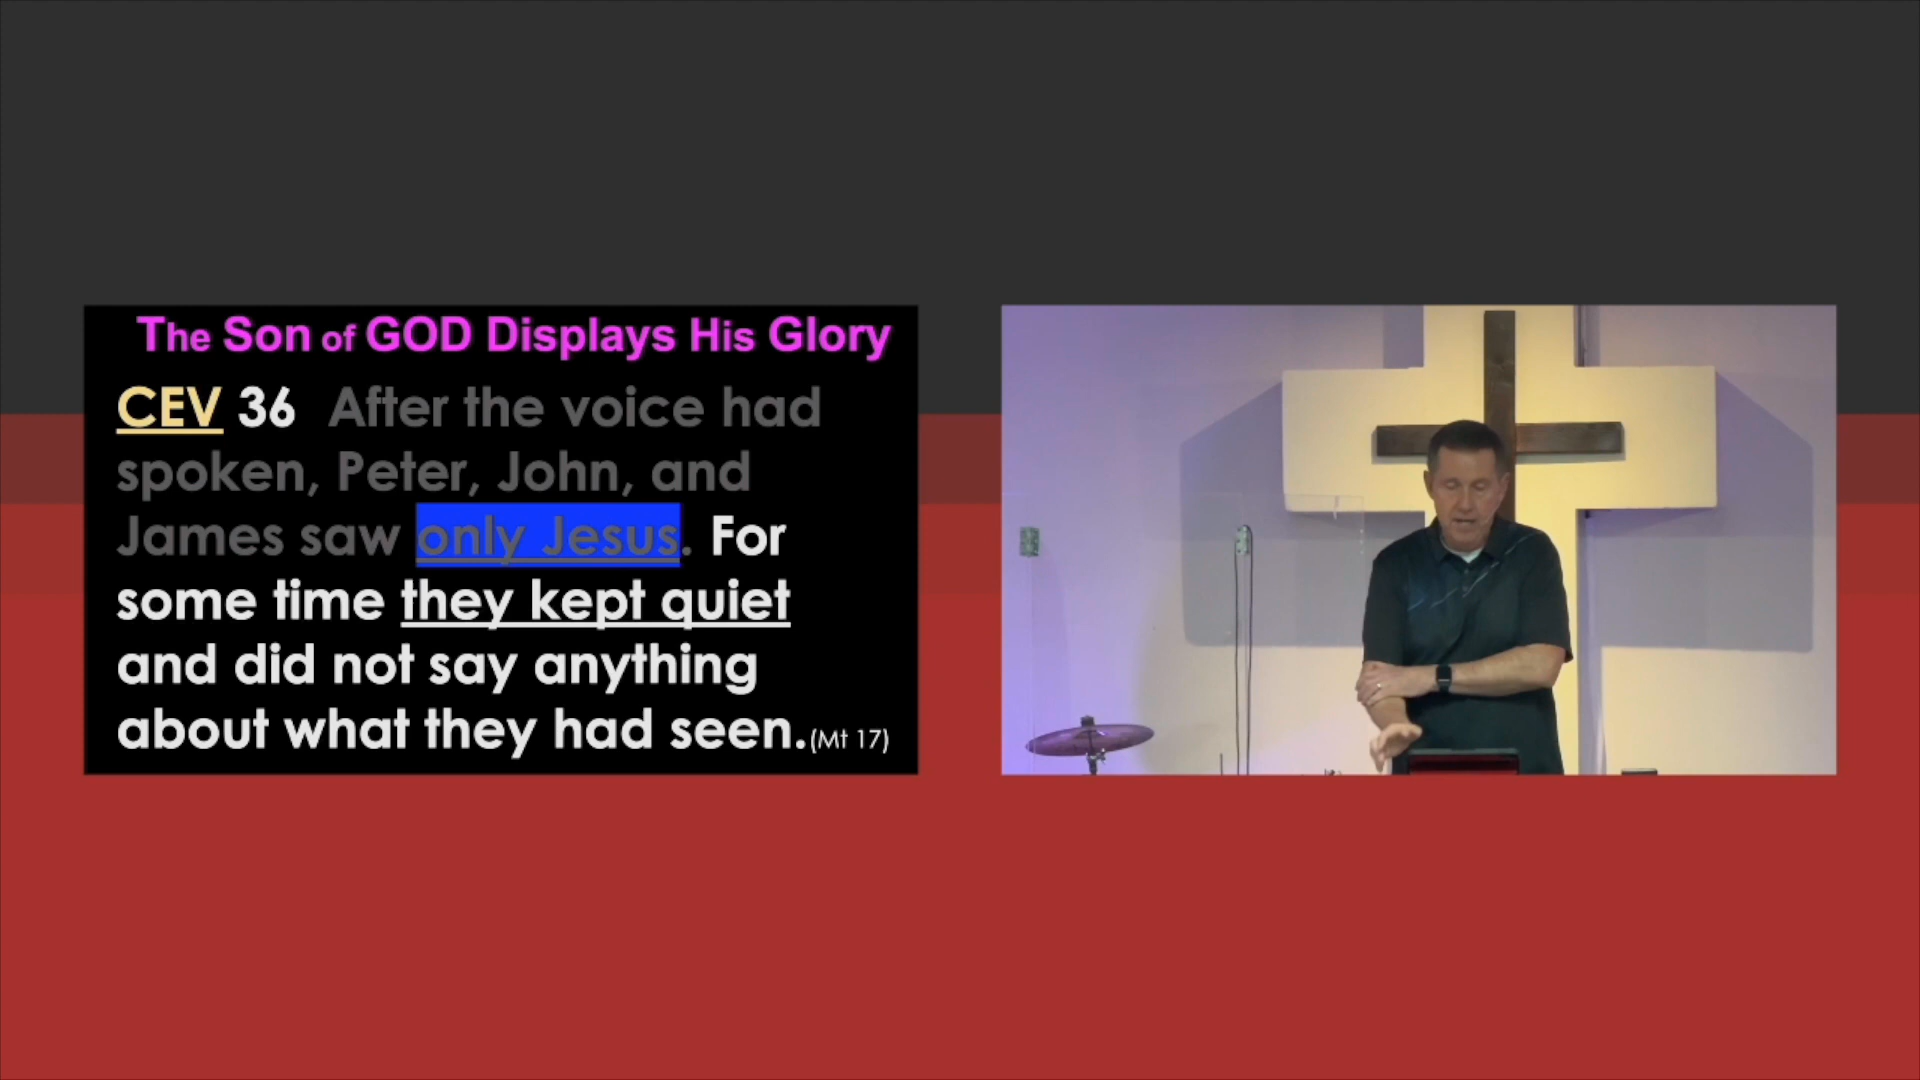 The Son of GOD Displays His Glory
CEV 36 After the voice had
spoken, Peter, John, and
James saw only Jesus. For
some time they kept quiet
and did not say anything
about what they had seen.(Mt 17)